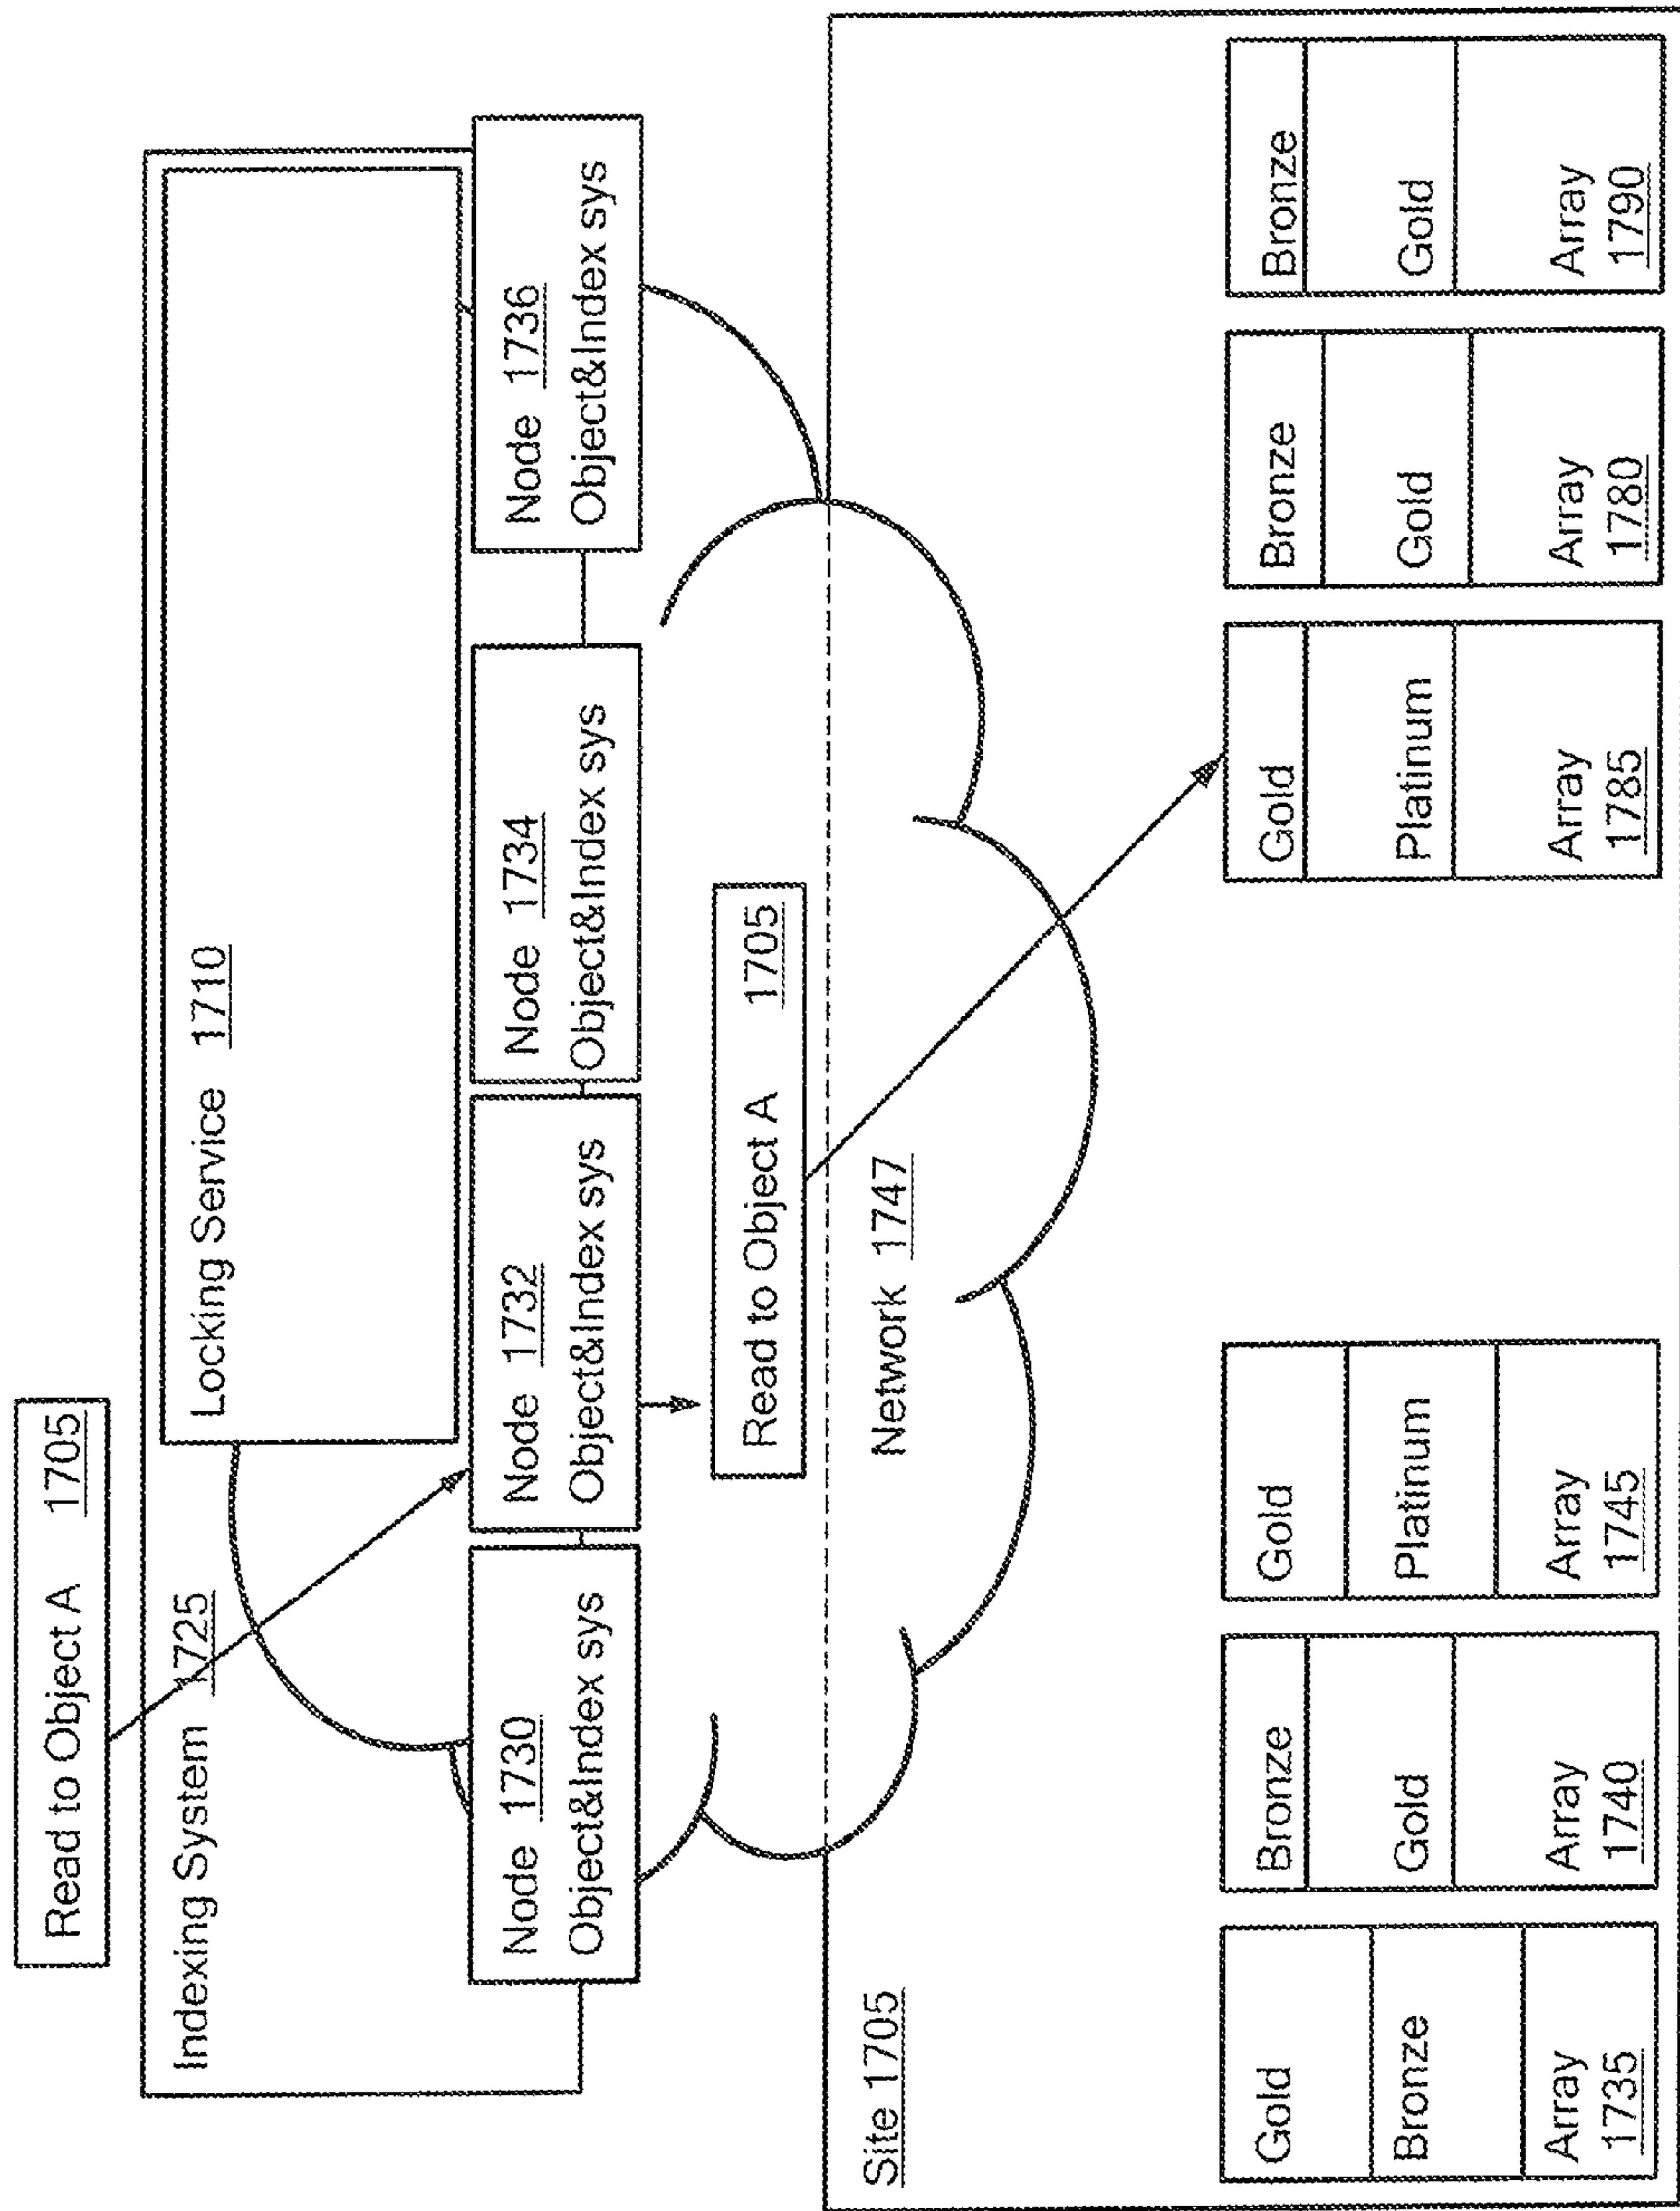 Read to Object A 1705
Indexing System 1725
Locking Service 1710
Node 1730
Object&Index sys
Node 1732
Object&Index sys
Node 1734
Object&Index sys
Node 1736
Object&Index sys
Read to Object A 1705
Network 1747
Site 1705
Gold
Bronze
Array
1735
Bronze
Gold
Array
1740
Gold
Platinum
Array
1745
Gold
Platinum
Array
1785
Bronze
Gold
Array
1780
Bronze
Gold
Array
1790